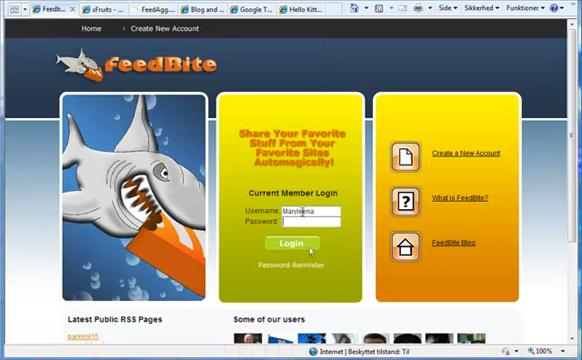 Feedb...
xFruits - ...
FeedAgg...
Blog and ...
Google T...
Hello Kitt...
Side
Sikkerhed
Funktioner
Home
Create New Account
FeedBite
Share Your Favorite
Stuff From Your
Favorite Sites
Automagically!
Current Member Login
Username:
Password:
Login
Password Reminder
Create a New Account
What is FeedBite?
FeedBite Blog
Latest Public RSS Pages
parkin915
Some of our users
Internet | Beskyttet tilstand: Til
100%